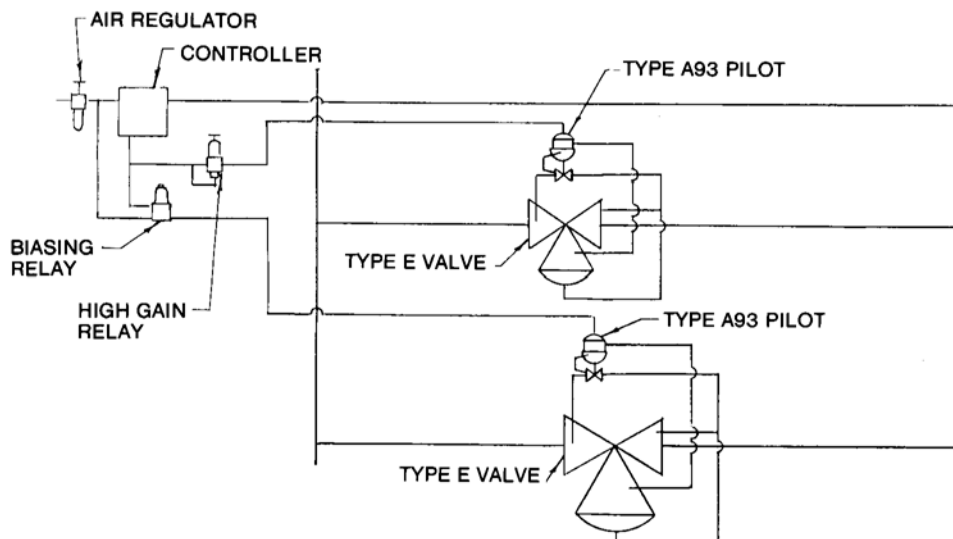 AIR REGULATOR
CONTROLLER
TYPE A93 PILOT
BIASING
RELAY
TYPE E VALVE
HIGH GAIN
RELAY
TYPE A93 PILOT
TYPE E VALVE